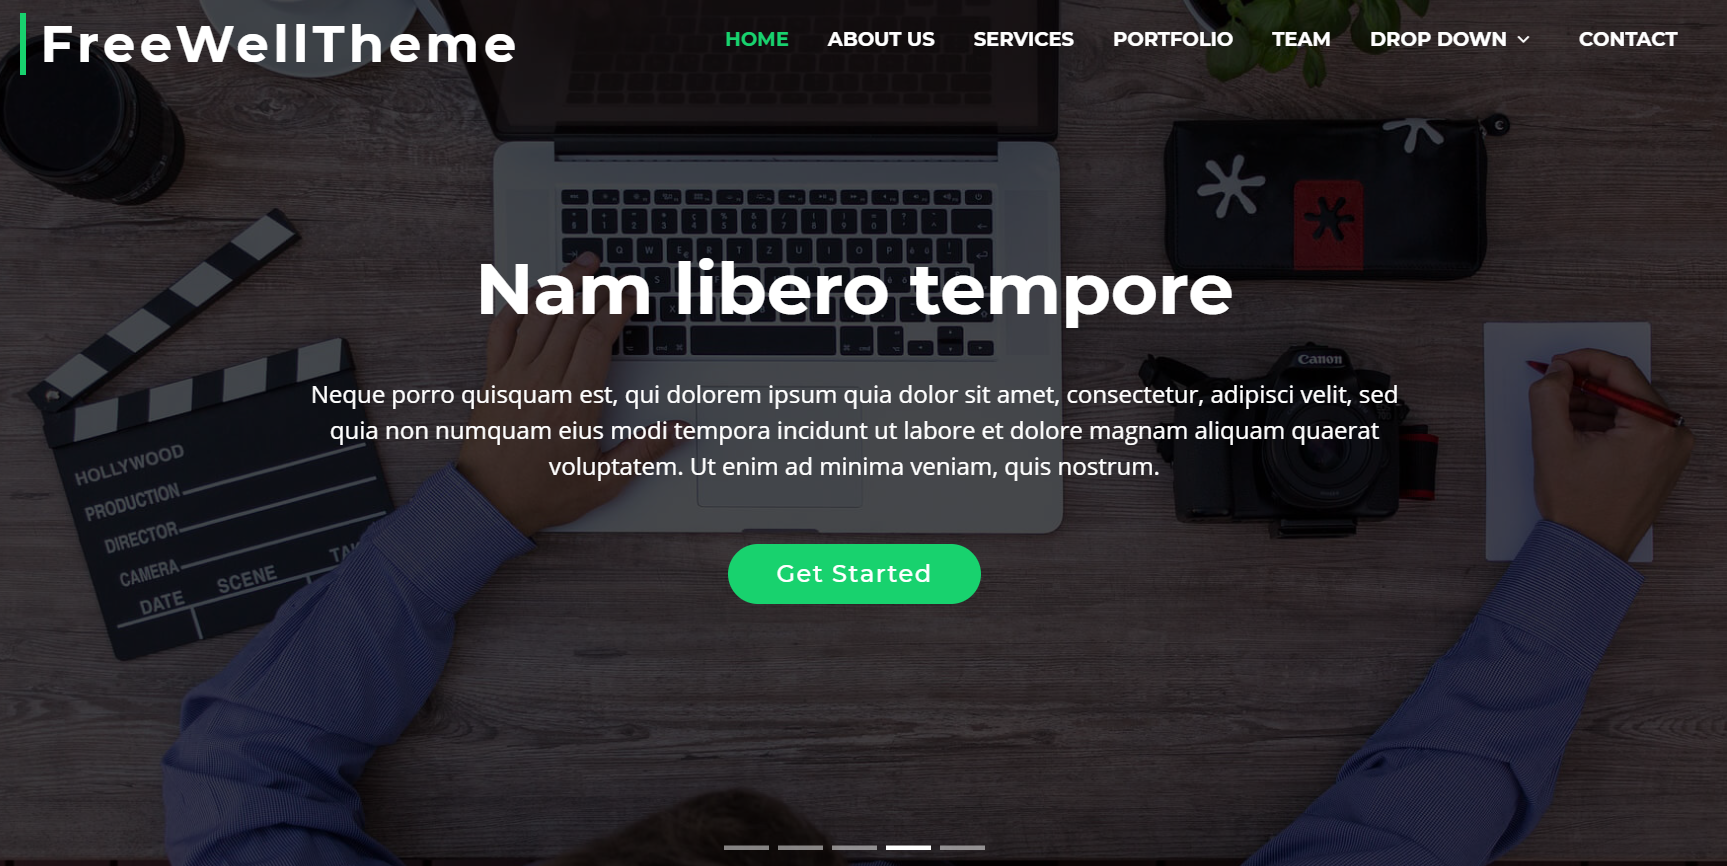 FreeWellTheme
HOME ABOUT US SERVICES PORTFOLIO TEAM DROP DOWN CONTACT
Nam libero tempore
Neque porro quisquam est, qui dolorem ipsum quia dolor sit amet, consectetur, adipisci velit, sed
quia non numquam eius modi tempora incidunt ut labore et dolore magnam aliquam quaerat
voluptatem. Ut enim ad minima veniam, quis nostrum.
Get Started
HOLLYWOOD
PRODUCTION
DIRECTOR
CAMERA
DATE SCENE
Canon